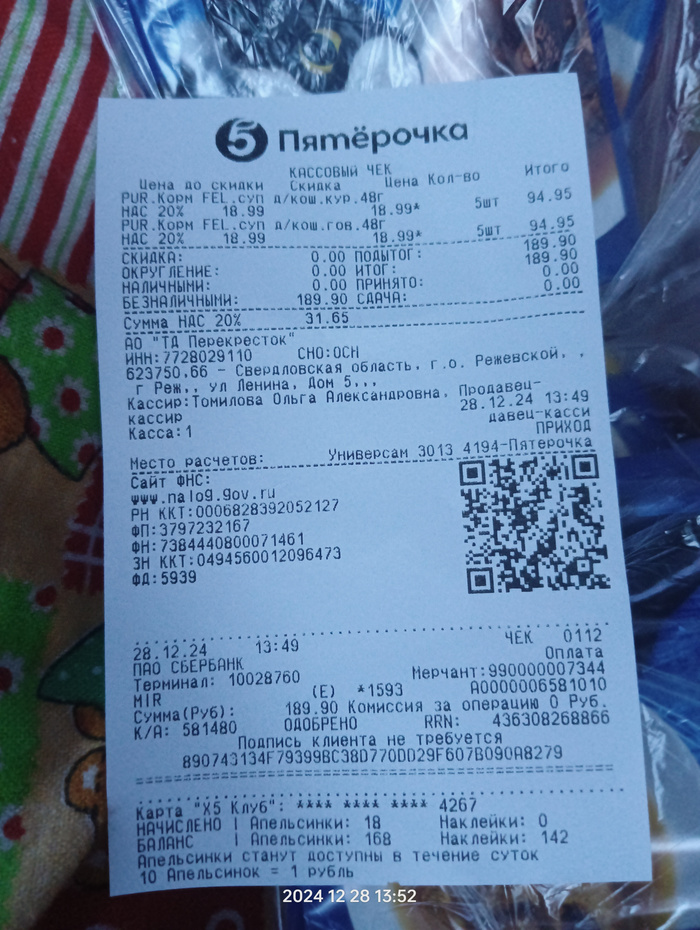 5 Пятёрочка
КАССОВЫЙ ЧЕК
Цена до скидки Скидка Цена Кол-во Итого
PUR.Корм FEL.суп д/кош.кур.48г
НДС 20% 18.99 18.99* 5шт 94.95
PUR.Корм FEL.суп д/кош.гов.48г
НДС 20% 18.99 18.99* 5шт 94.95
СКИДКА: 0.00 ПОДЫТОГ: 189.90
ОКРУГЛЕНИЕ: 0.00 ИТОГ: 189.90
НАЛИЧНЫМИ: 0.00 ПРИНЯТО: 0.00
БЕЗНАЛИЧНЫМИ: 189.90 СДАЧА: 0.00
Сумма НДС 20% 31.65
АО "ТД Перекресток"
ИНН:7728029110 СНО:ОСН
623750,66 - Свердловская область, г.о. Режевской, ,
г Реж,, ул Ленина, Дом 5,,,
Кассир:Томилова Ольга Александровна, Продавец-
кассир 28.12.24 13:49
давец-касси
Касса:1 ПРИХОД
Место расчетов: Универсам 3013 4194-Пятерочка
Сайт ФНС:
www.nalog.gov.ru
РН ККТ:0006828392052127
ФП:3797232167
ФН:7384440800071461
ЗН ККТ:0494560012096473
ФД:5939
28.12.24 13:49 ЧЕК 0112
ПАО СБЕРБАНК Оплата
Терминал: 10028760 Мерчант:990000007344
MIR (E) *1593 A0000006581010
Сумма(Руб): 189.90 Комиссия за операцию 0 Руб.
К/А: 581480 ОДОБРЕНО RRN: 436308268866
Подпись клиента не требуется
890743134F79399BC38D770DD29F607B090A8279
Карта "X5 Клуб": **** **** **** 4267
НАЧИСЛЕНО | Апельсинки: 18 Наклейки: 0
БАЛАНС | Апельсинки: 168 Наклейки: 142
Апельсинки станут доступны в течение суток
10 Апельсинок = 1 рубль
2024 12 28 13:52